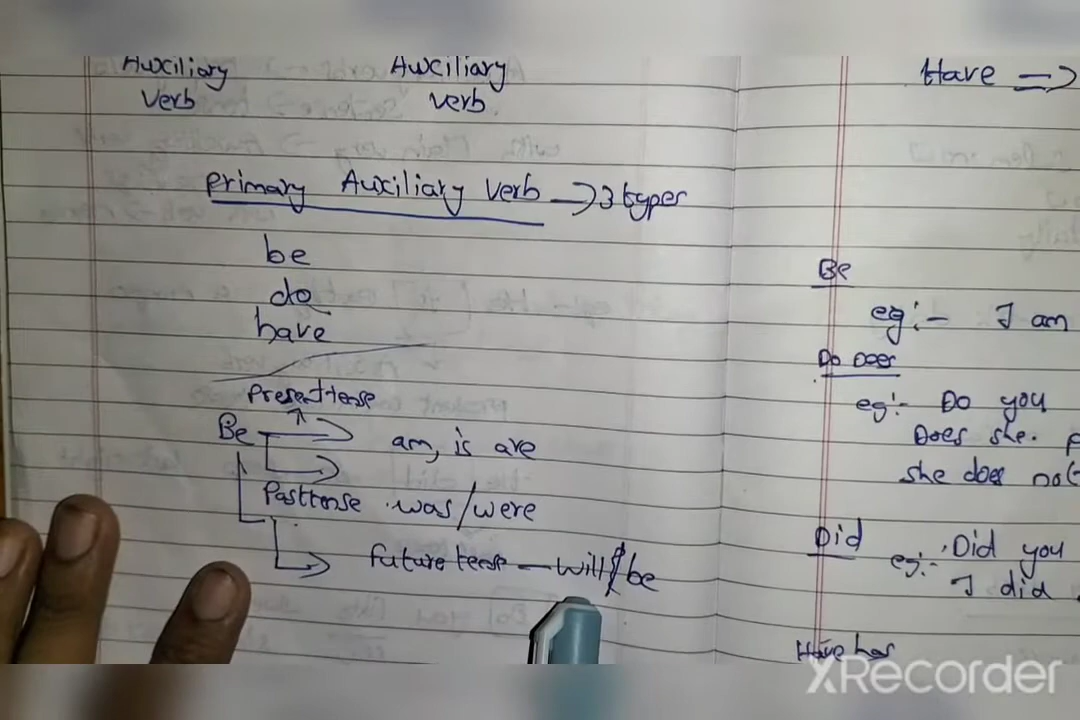 Auxiliary Auxiliary
Verb verb.
Primary Auxiliary Verb → 3 types
be
do
have
Present tense
Be → am, is are
Past tense . was/were
future tense — will be
Have ⇒
Be
eg:- I am
Do Does
eg:- Do you
Does she.
She does not
Did
eg:- Did you
I did
Have has
XRecorder